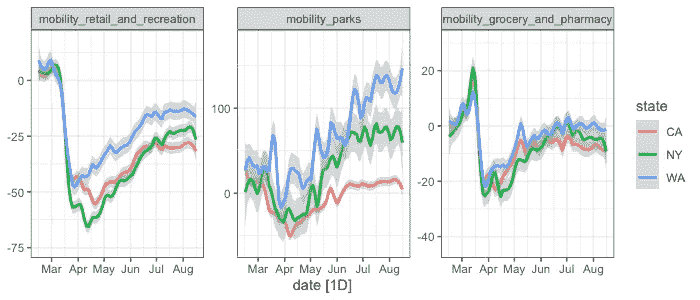 mobility_retail_and_recreation mobility_parks mobility_grocery_and_pharmacy
0
-25
-50
-75
100
0
20
0
-20
-40
Mar Apr May Jun Jul Aug
Mar Apr May Jun Jul Aug
Mar Apr May Jun Jul Aug
date [1D]
state
CA
NY
WA